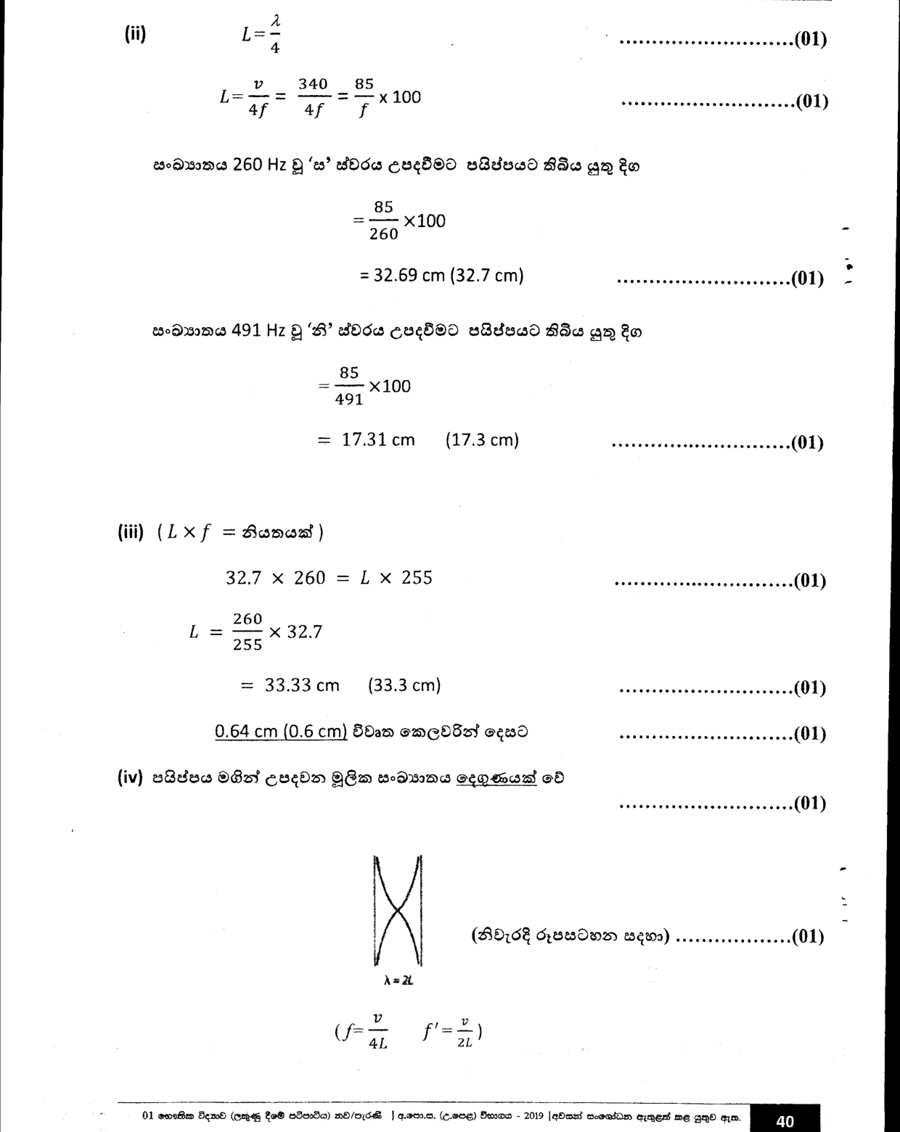 (ii) L = λ/4 ...........................(01)
L = v/4f = 340/4f = 85/f x 100 ...........................(01)
සංඛ්‍යාතය 260 Hz වූ ‘ස’ ස්වරය උපදවීමට පයිප්පයට තිබිය යුතු දිග
= 85/260 ×100
= 32.69 cm (32.7 cm) ...........................(01)
සංඛ්‍යාතය 491 Hz වූ ‘නි’ ස්වරය උපදවීමට පයිප්පයට තිබිය යුතු දිග
= 85/491 ×100
= 17.31 cm (17.3 cm) ...........................(01)
(iii) ( L × f = නියතයක් )
32.7 × 260 = L × 255 ...........................(01)
L = 260/255 × 32.7
= 33.33 cm (33.3 cm) ...........................(01)
0.64 cm (0.6 cm) විවෘත කෙලවරින් දෙසට ...........................(01)
(iv) පයිප්පය මගින් උපදවන මූලික සංඛ්‍යාතය දෙගුණයක් වේ
...........................(01)
(නිවැරදි රූපසටහන සඳහා) ..................(01)
λ = 2L
( f = v/4L f ′ = v/2L )
01 භෞතික විද්‍යාව (ලකුණු දීමේ පටිපාටිය) නව/පැරණි | අ.පො.ස. (උ.පෙළ) විභාගය - 2019 | අවසන් සංශෝධන ඇතුළත් කළ යුතුව ඇත. 40